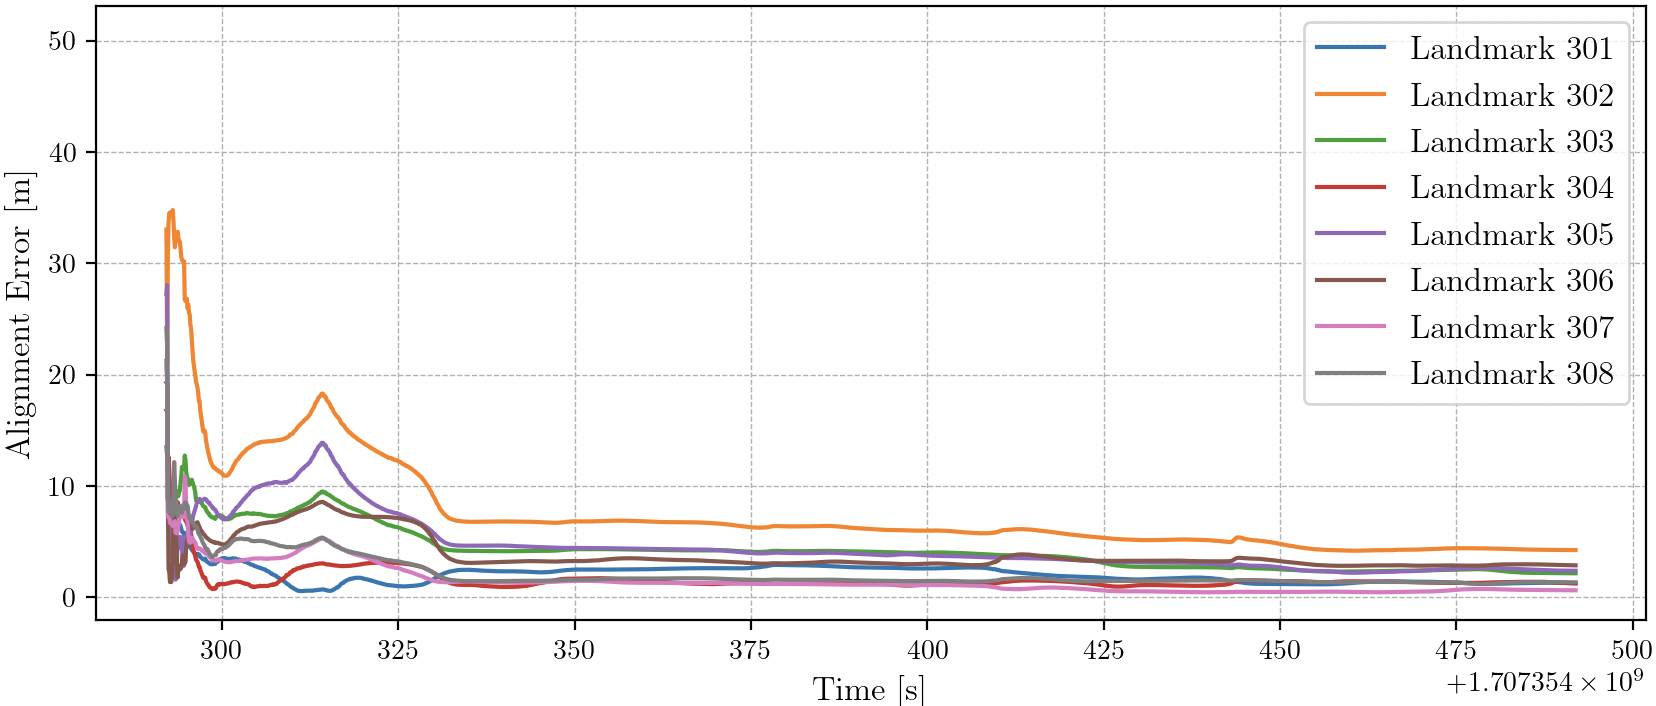 Alignment Error [m]
50
40
30
20
10
0
300
325
350
375
400
425
450
475
500
Time [s]
+1.707354 × 10⁹
Landmark 301
Landmark 302
Landmark 303
Landmark 304
Landmark 305
Landmark 306
Landmark 307
Landmark 308